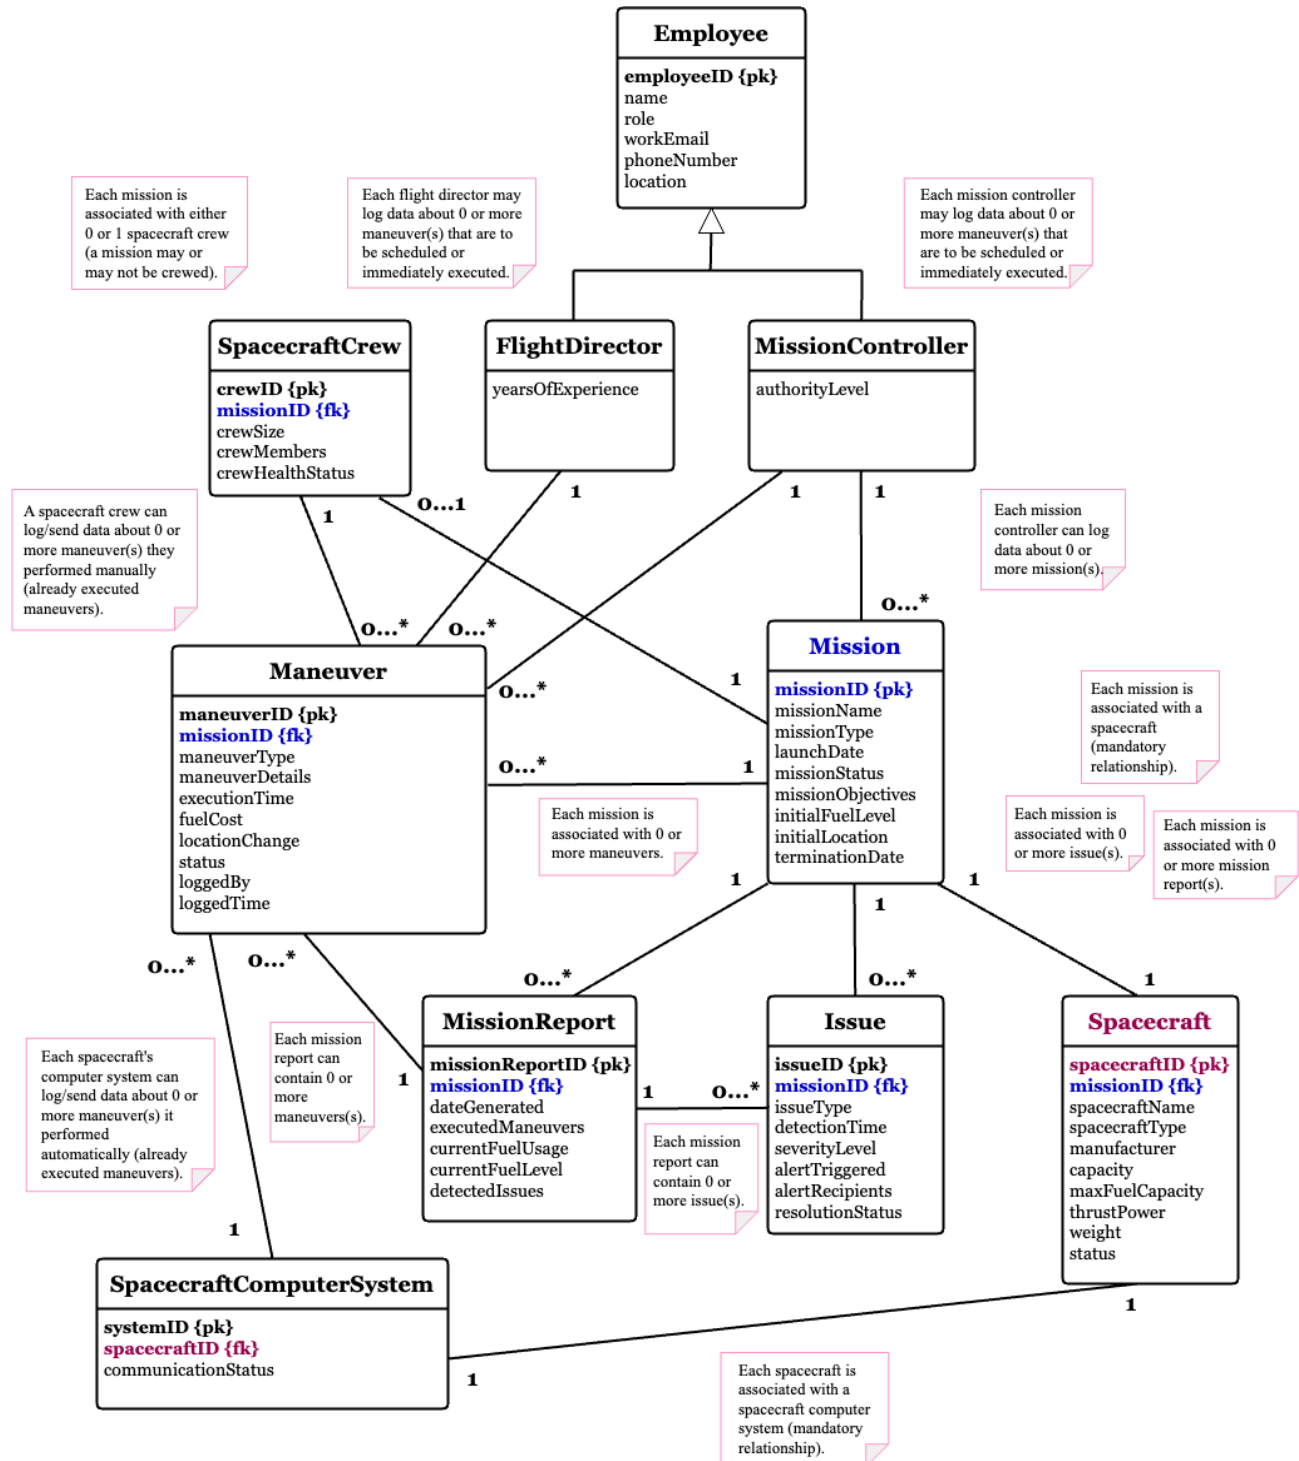 Employee
employeeID {pk}
name
role
workEmail
phoneNumber
location
Each mission is
associated with either
0 or 1 spacecraft crew
(a mission may or
may not be crewed).
Each flight director may
log data about 0 or more
maneuver(s) that are to
be scheduled or
immediately executed.
Each mission controller
may log data about 0 or
more maneuver(s) that
are to be scheduled or
immediately executed.
SpacecraftCrew
crewID {pk}
missionID {fk}
crewSize
crewMembers
crewHealthStatus
FlightDirector
yearsOfExperience
MissionController
authorityLevel
1
0...1
1
1
1
A spacecraft crew can
log/send data about 0 or
more maneuver(s) they
performed manually
(already executed
maneuvers).
Each mission
controller can log
data about 0 or
more mission(s).
0...*
0...*
0...*
0...*
1
Maneuver
maneuverID {pk}
missionID {fk}
maneuverType
maneuverDetails
executionTime
fuelCost
locationChange
status
loggedBy
loggedTime
Mission
missionID {pk}
missionName
missionType
launchDate
missionStatus
missionObjectives
initialFuelLevel
initialLocation
terminationDate
Each mission is
associated with a
spacecraft
(mandatory
relationship).
0...*
1
Each mission is
associated with 0 or
more maneuvers.
Each mission is
associated with 0
or more issue(s).
Each mission is
associated with 0
or more mission
report(s).
1
1
1
0...*
0...*
0...*
0...*
1
MissionReport
missionReportID {pk}
missionID {fk}
dateGenerated
executedManeuvers
currentFuelUsage
currentFuelLevel
detectedIssues
Issue
issueID {pk}
missionID {fk}
issueType
detectionTime
severityLevel
alertTriggered
alertRecipients
resolutionStatus
Spacecraft
spacecraftID {pk}
missionID {fk}
spacecraftName
spacecraftType
manufacturer
capacity
maxFuelCapacity
thrustPower
weight
status
Each spacecraft's
computer system can
log/send data about 0 or
more maneuver(s) it
performed
automatically (already
executed maneuvers).
Each mission
report can
contain 0 or
more
maneuvers(s).
1
1
0...*
Each mission
report can
contain 0 or
more issue(s).
1
SpacecraftComputerSystem
systemID {pk}
spacecraftID {fk}
communicationStatus
1
1
Each spacecraft is
associated with a
spacecraft computer
system (mandatory
relationship).